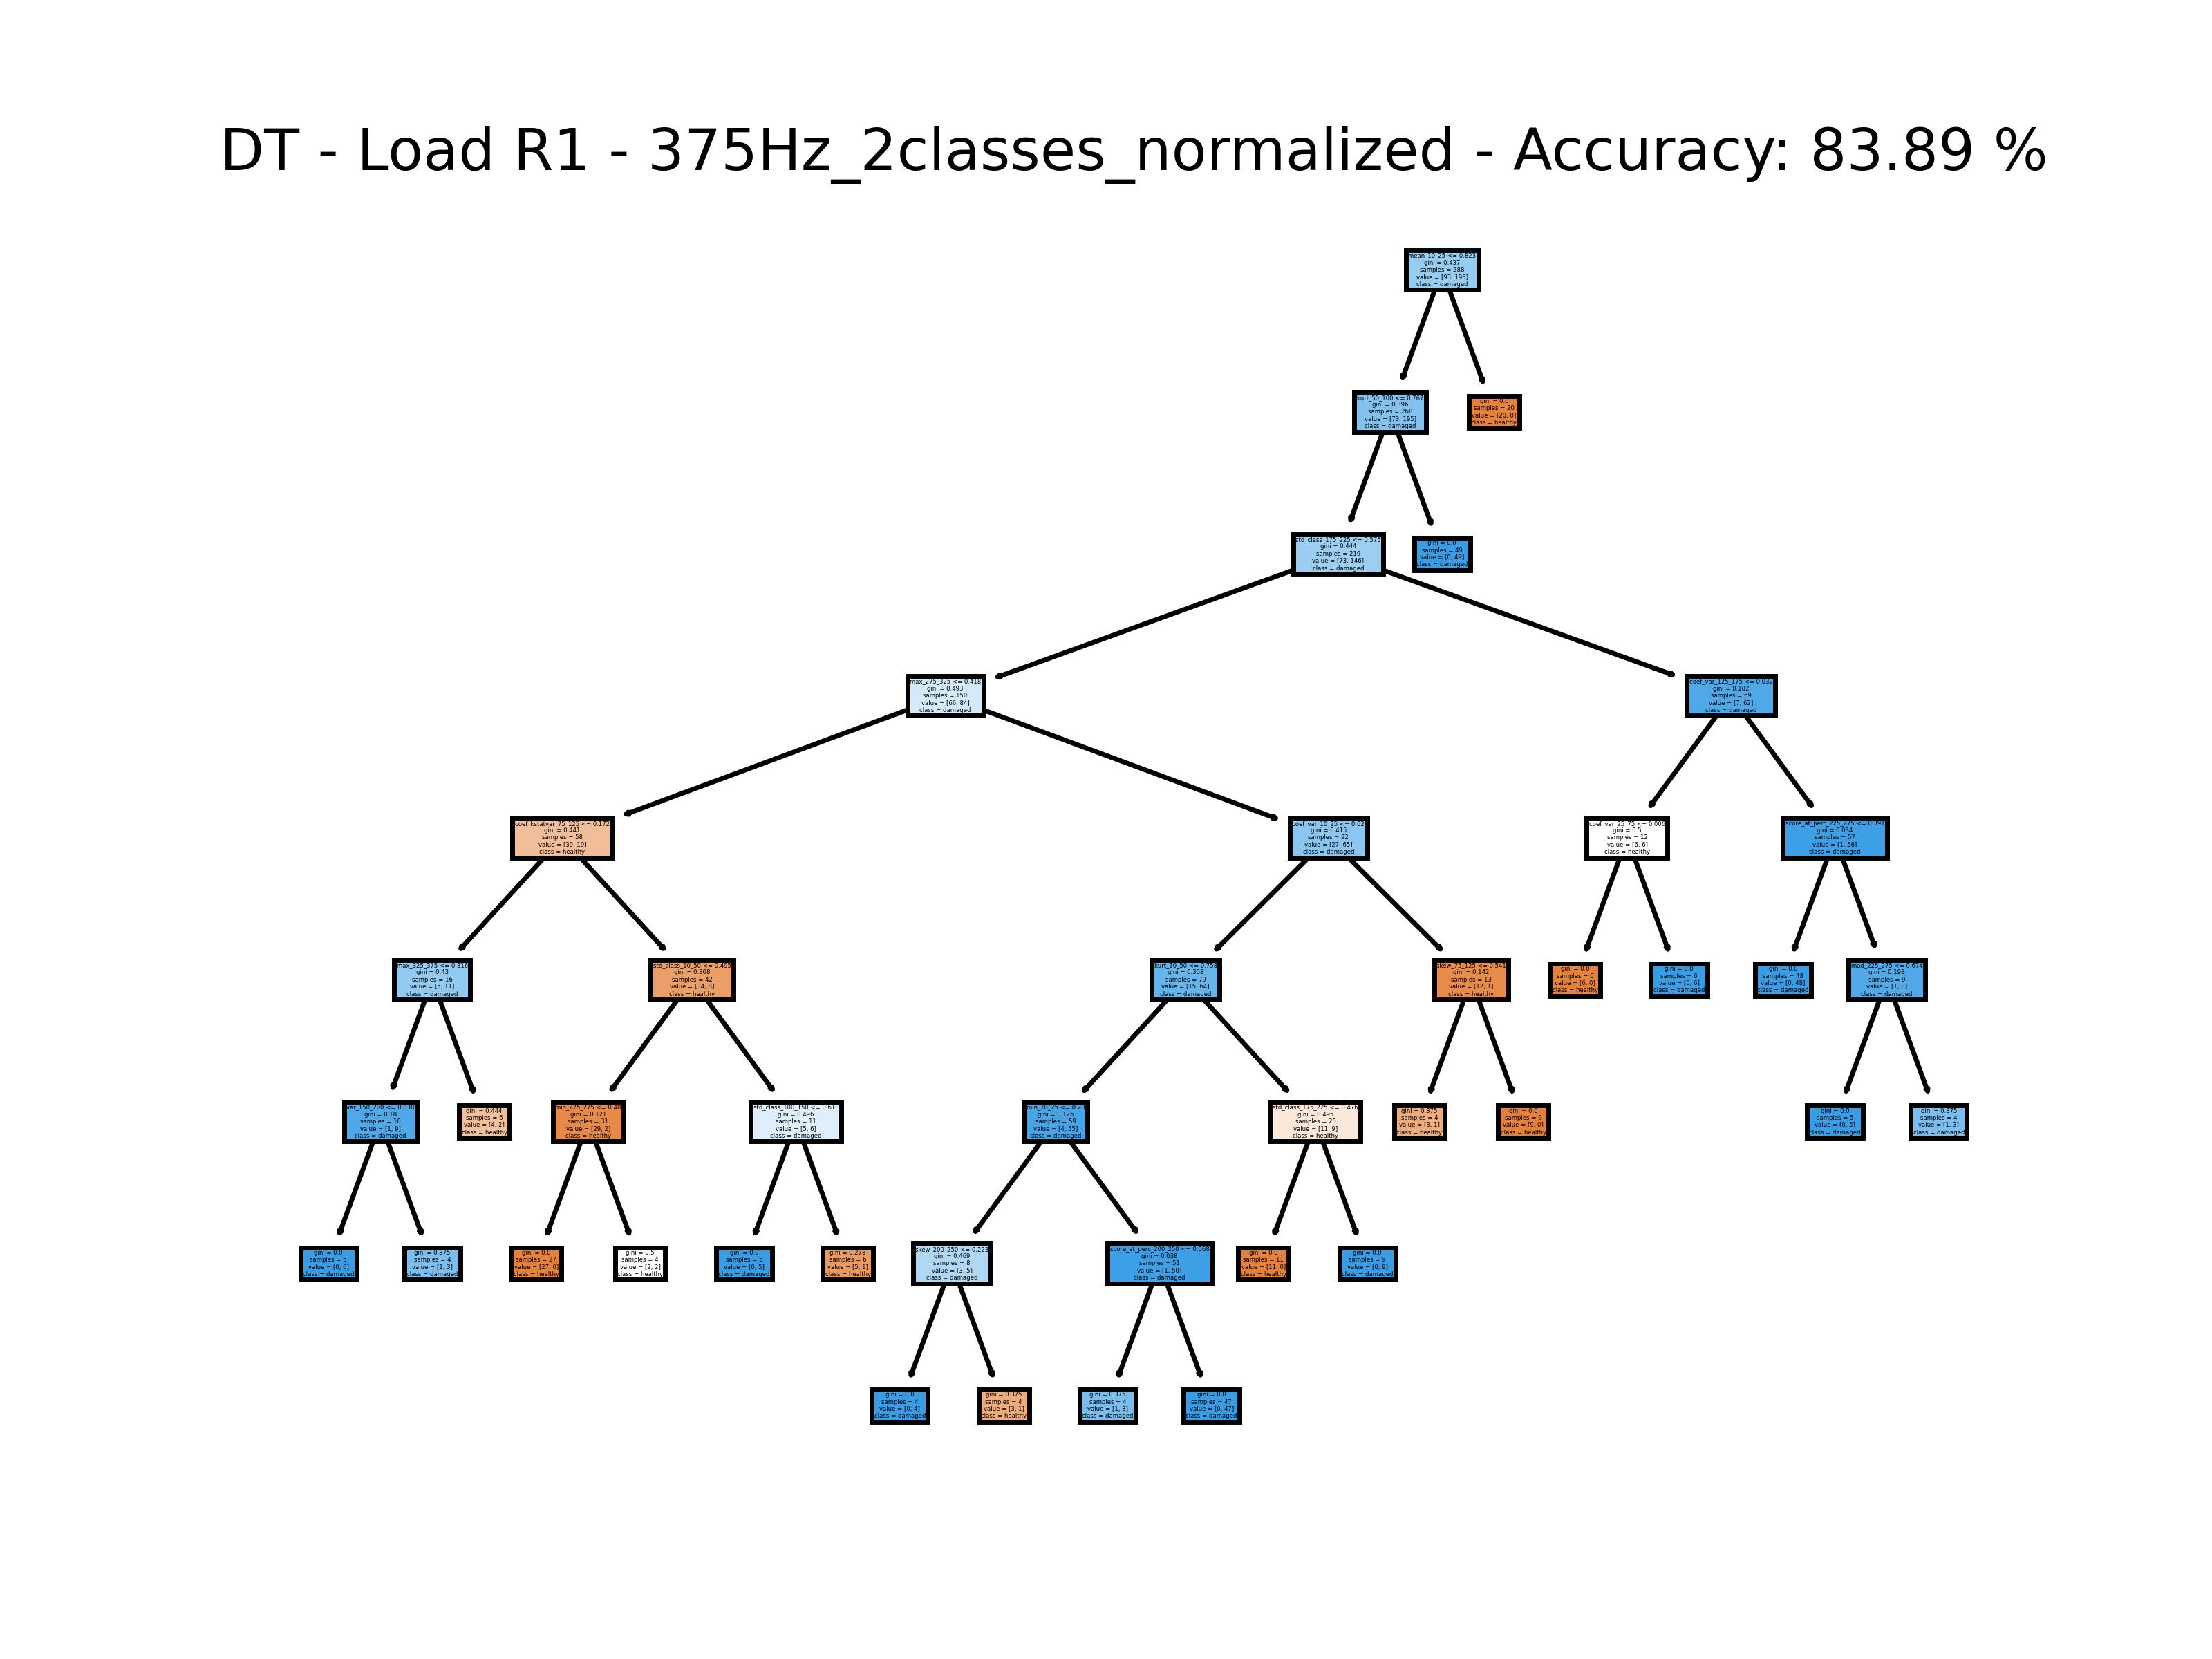 DT - Load R1 - 375Hz_2classes_normalized - Accuracy: 83.89 %
mean_10_25 <= 0.823
gini = 0.437
samples = 288
value = [93, 195]
class = damaged
kurt_50_100 <= 0.767
gini = 0.396
samples = 268
value = [73, 195]
class = damaged
gini = 0.0
samples = 20
value = [20, 0]
class = healthy
std_class_175_225 <= 0.575
gini = 0.444
samples = 219
value = [73, 146]
class = damaged
gini = 0.0
samples = 49
value = [0, 49]
class = damaged
max_275_325 <= 0.418
gini = 0.493
samples = 150
value = [66, 84]
class = damaged
coef_var_125_175 <= 0.032
gini = 0.182
samples = 69
value = [7, 62]
class = damaged
coef_kstatvar_75_125 <= 0.172
gini = 0.441
samples = 58
value = [39, 19]
class = healthy
coef_var_10_25 <= 0.62
gini = 0.415
samples = 92
value = [27, 65]
class = damaged
coef_var_25_75 <= 0.006
gini = 0.5
samples = 12
value = [6, 6]
class = healthy
score_at_perc_225_275 <= 0.391
gini = 0.034
samples = 57
value = [1, 56]
class = damaged
max_325_375 <= 0.316
gini = 0.43
samples = 16
value = [5, 11]
class = damaged
std_class_10_50 <= 0.495
gini = 0.308
samples = 42
value = [34, 8]
class = healthy
kurt_10_50 <= 0.758
gini = 0.308
samples = 79
value = [15, 64]
class = damaged
skew_75_125 <= 0.541
gini = 0.142
samples = 13
value = [12, 1]
class = healthy
gini = 0.0
samples = 6
value = [6, 0]
class = healthy
gini = 0.0
samples = 6
value = [0, 6]
class = damaged
gini = 0.0
samples = 48
value = [0, 48]
class = damaged
mad_225_275 <= 0.674
gini = 0.198
samples = 9
value = [1, 8]
class = damaged
var_150_200 <= 0.038
gini = 0.18
samples = 10
value = [1, 9]
class = damaged
gini = 0.444
samples = 6
value = [4, 2]
class = healthy
min_225_275 <= 0.48
gini = 0.121
samples = 31
value = [29, 2]
class = healthy
std_class_100_150 <= 0.618
gini = 0.496
samples = 11
value = [5, 6]
class = damaged
min_10_25 <= 0.28
gini = 0.126
samples = 59
value = [4, 55]
class = damaged
std_class_175_225 <= 0.476
gini = 0.495
samples = 20
value = [11, 9]
class = healthy
gini = 0.375
samples = 4
value = [3, 1]
class = healthy
gini = 0.0
samples = 9
value = [9, 0]
class = healthy
gini = 0.0
samples = 5
value = [0, 5]
class = damaged
gini = 0.375
samples = 4
value = [1, 3]
class = damaged
gini = 0.0
samples = 6
value = [0, 6]
class = damaged
gini = 0.375
samples = 4
value = [1, 3]
class = damaged
gini = 0.0
samples = 27
value = [27, 0]
class = healthy
gini = 0.5
samples = 4
value = [2, 2]
class = healthy
gini = 0.0
samples = 5
value = [0, 5]
class = damaged
gini = 0.278
samples = 6
value = [5, 1]
class = healthy
skew_200_250 <= 0.223
gini = 0.469
samples = 8
value = [3, 5]
class = damaged
score_at_perc_200_250 <= 0.068
gini = 0.038
samples = 51
value = [1, 50]
class = damaged
gini = 0.0
samples = 11
value = [11, 0]
class = healthy
gini = 0.0
samples = 9
value = [0, 9]
class = damaged
gini = 0.0
samples = 4
value = [0, 4]
class = damaged
gini = 0.375
samples = 4
value = [3, 1]
class = healthy
gini = 0.375
samples = 4
value = [1, 3]
class = damaged
gini = 0.0
samples = 47
value = [0, 47]
class = damaged